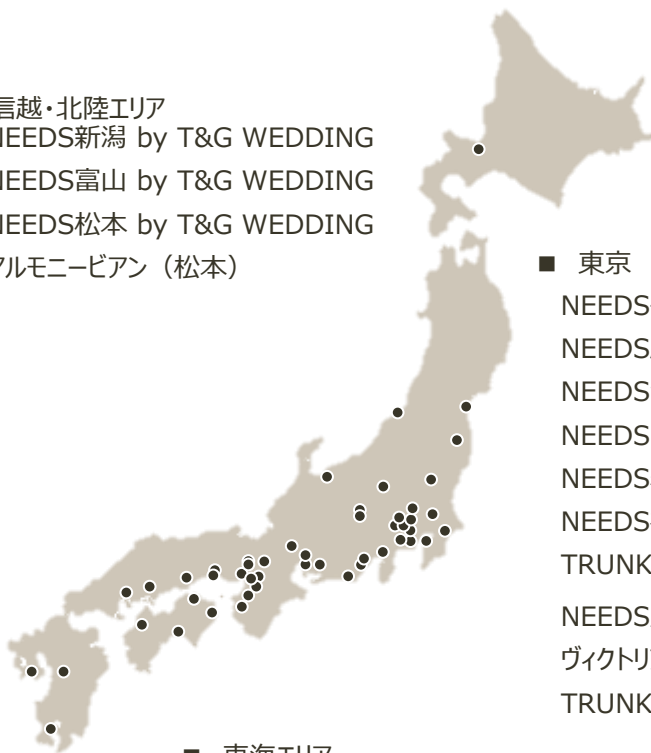 信越・北陸エリア
NEEDS新潟 by T&G WEDDING
NEEDS富山 by T&G WEDDING
NEEDS松本 by T&G WEDDING
アルモニービアン（松本）
■ 東京
NEEDS
NEEDS
NEEDS
NEEDS
NEEDS
NEEDS
TRUNK
NEEDS
ヴィクトリ
TRUNK
■ 東海エリア